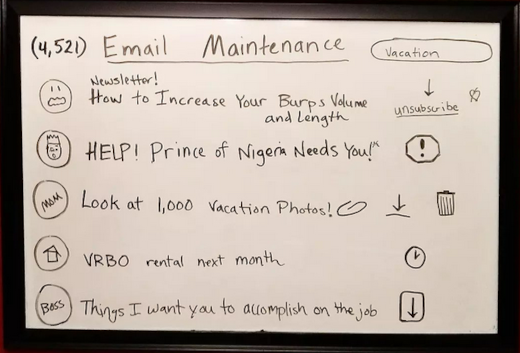 (4,521) Email Maintenance
Vacation
Newsletter!
How to Increase Your Burps Volume
and Length
unsubscribe
HELP! Prince of Nigeria Needs You!"
!
MOM
Look at 1,000 Vacation Photos!
VRBO rental next month
BOSS
Things I want you to accomplish on the job